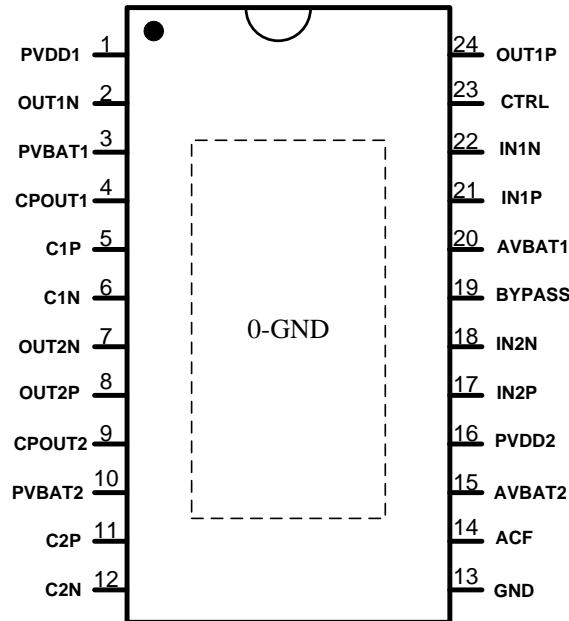 PVDD1 1
OUT1N 2
PVBAT1 3
CPOUT1 4
C1P 5
C1N 6
OUT2N 7
OUT2P 8
CPOUT2 9
PVBAT2 10
C2P 11
C2N 12
0-GND
24 OUT1P
23 CTRL
22 IN1N
21 IN1P
20 AVBAT1
19 BYPASS
18 IN2N
17 IN2P
16 PVDD2
15 AVBAT2
14 ACF
13 GND